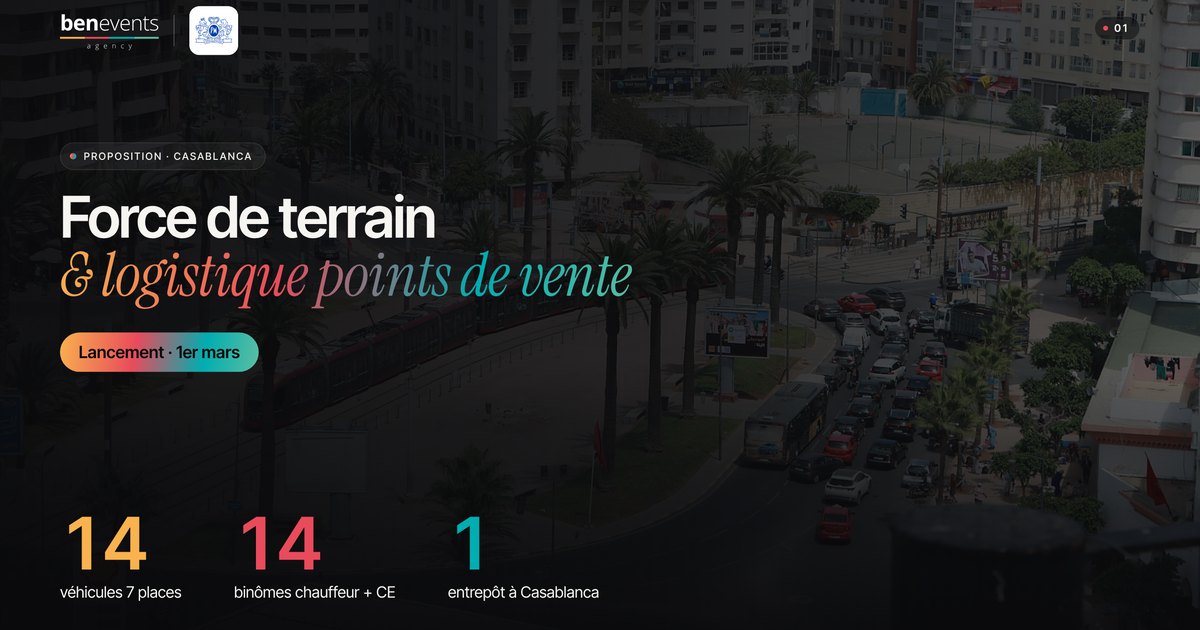 benevents
agency
01
PROPOSITION · CASABLANCA
Force de terrain
& logistique points de vente
Lancement · 1er mars
14
véhicules 7 places
14
binômes chauffeur + CE
1
entrepôt à Casablanca